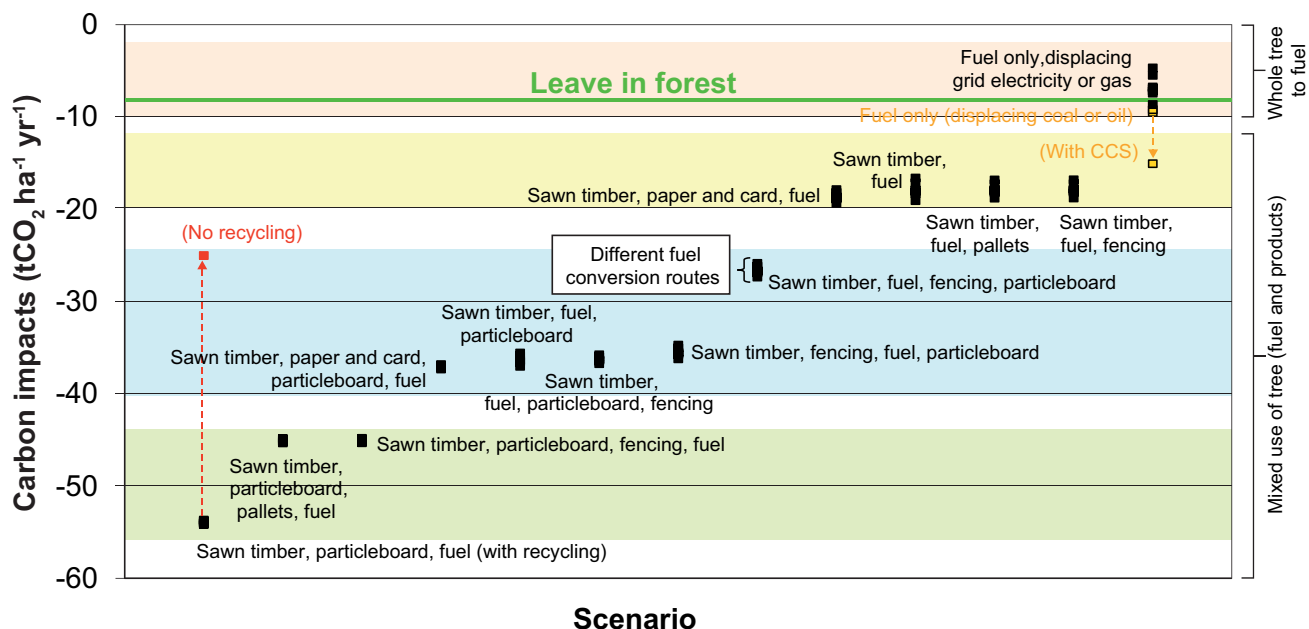 Carbon impacts (tCO2 ha-1 yr-1)
0
-10
-20
-30
-40
-50
-60
Fuel only,displacing
grid electricity or gas
Leave in forest
Fuel only (displacing coal or oil)
(With CCS)
Sawn timber,
fuel
Sawn timber, paper and card, fuel
Sawn timber,
fuel, pallets
Sawn timber,
fuel, fencing
(No recycling)
Different fuel
conversion routes
Sawn timber, fuel, fencing, particleboard
Sawn timber, fuel,
particleboard
Sawn timber, paper and card,
particleboard, fuel
Sawn timber, fencing, fuel, particleboard
Sawn timber,
fuel, particleboard, fencing
Sawn timber, particleboard, fencing, fuel
Sawn timber,
particleboard,
pallets, fuel
Sawn timber, particleboard, fuel (with recycling)
Whole tree
to fuel
Mixed use of tree (fuel and products)
Scenario